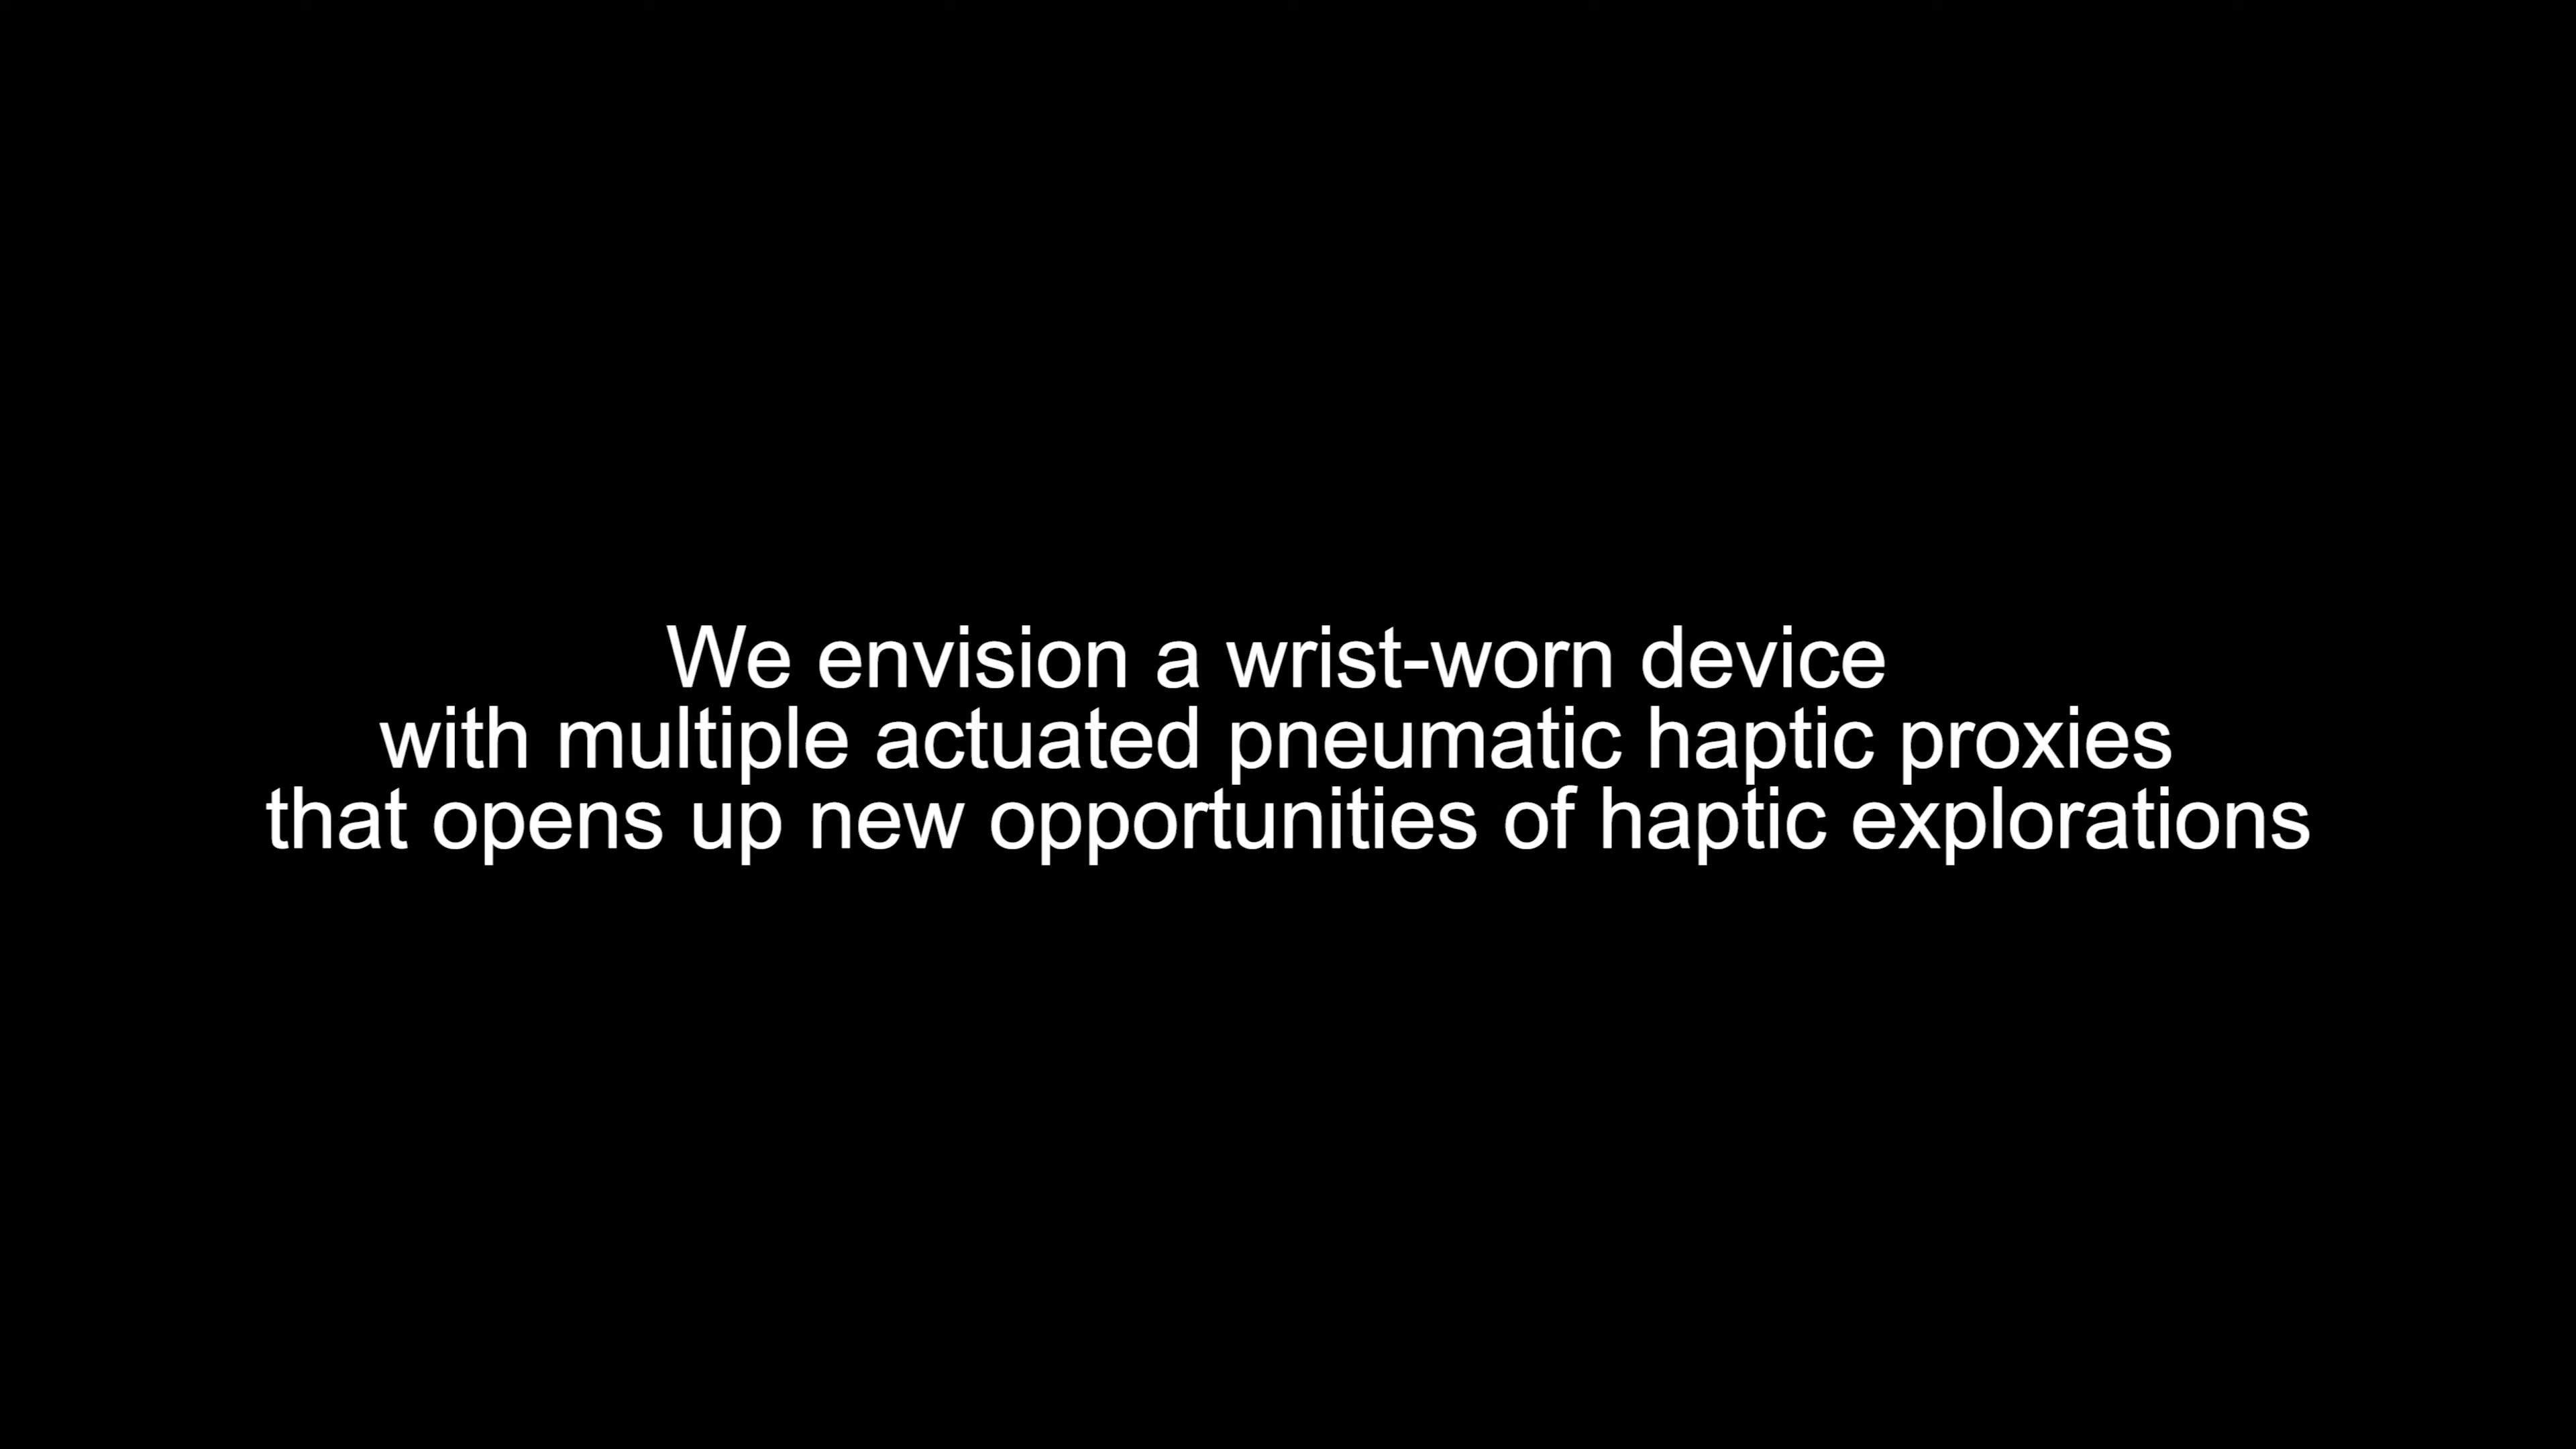 We envision a wrist-worn device
with multiple actuated pneumatic haptic proxies
that opens up new opportunities of haptic explorations